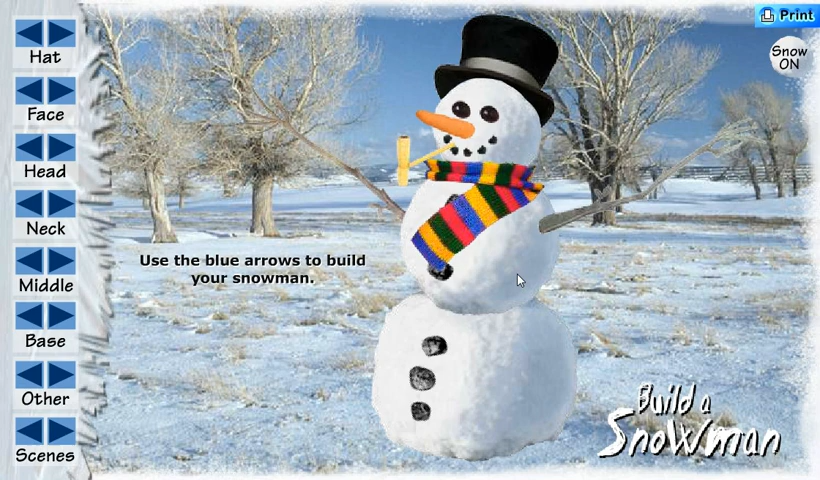 Print
Snow
ON
Hat
Face
Head
Neck
Middle
Base
Other
Scenes
Use the blue arrows to build
your snowman.
Build a
Snowman